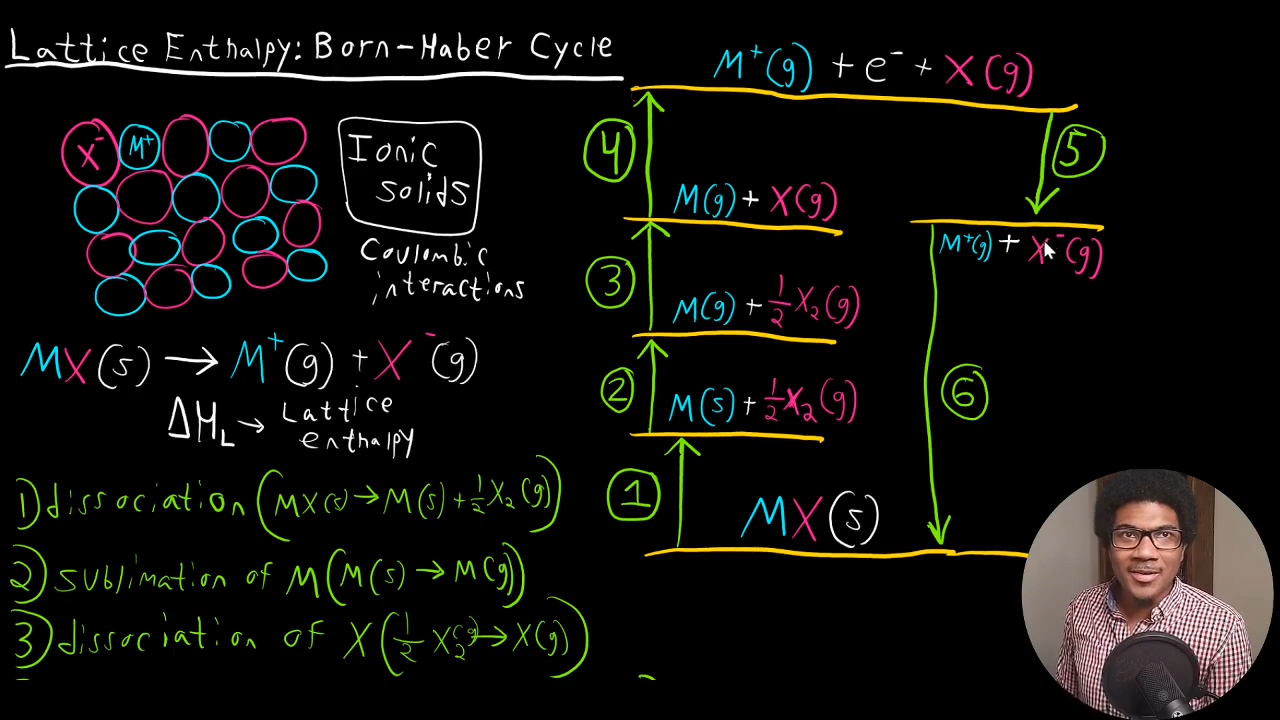 Lattice Enthalpy: Born-Haber Cycle
X⁻ M⁺
Ionic
solids
Coulombic
interactions
MX(s) → M⁺(g) + X⁻(g)
ΔH_L → Lattice
enthalpy
1) dissociation (MX(s) → M(s) + ½X₂(g))
2) sublimation of M (M(s) → M(g))
3) dissociation of X (½X₂(g) → X(g))
M⁺(g) + e⁻ + X(g)
4
5
M(g) + X(g)
M⁺(g) + X⁻(g)
3
M(g) + ½X₂(g)
2
M(s) + ½X₂(g)
6
1
MX(s)